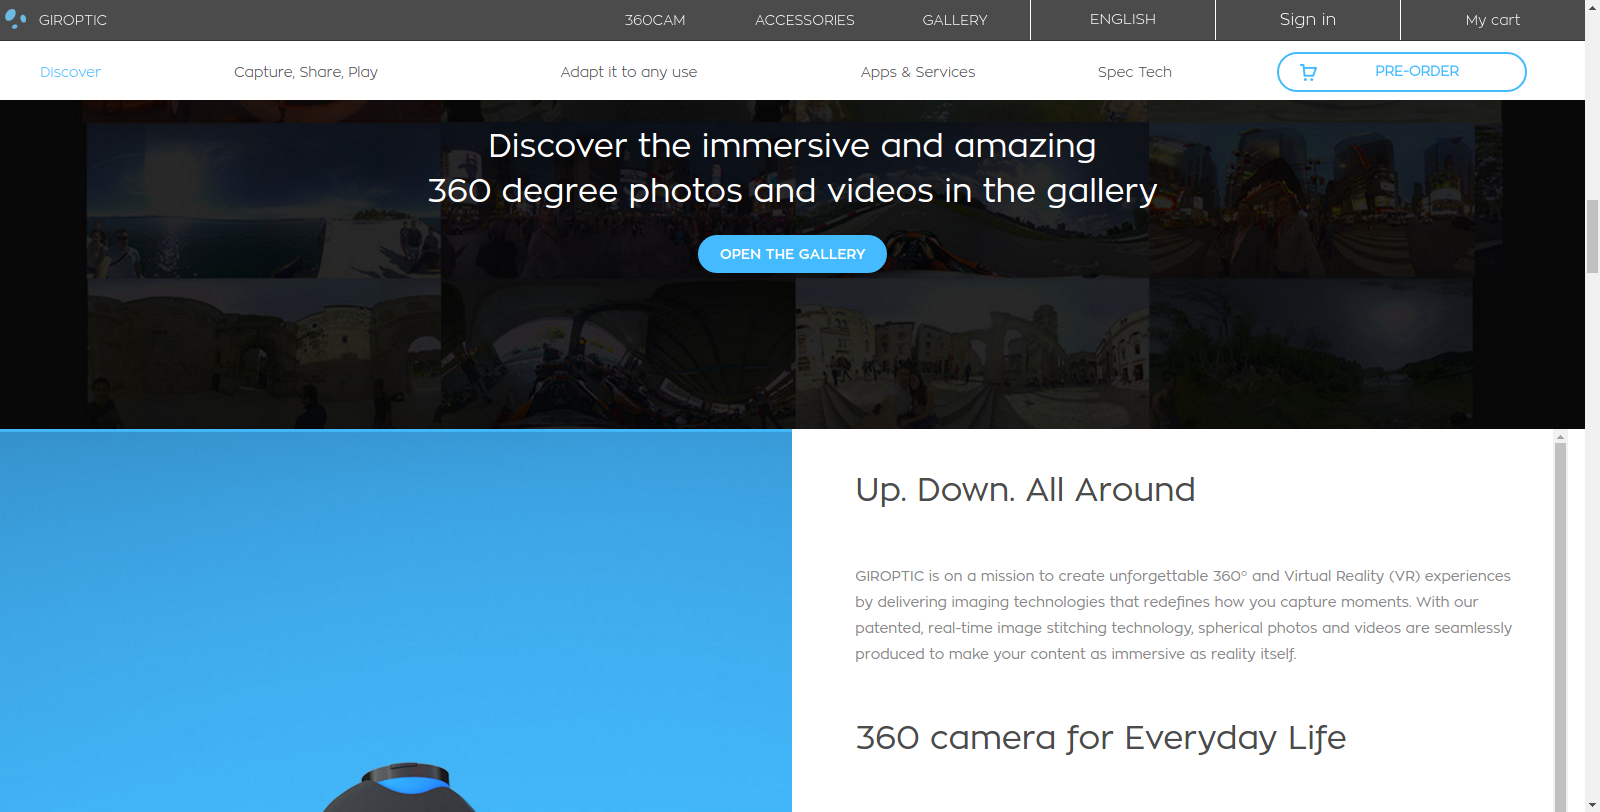 GIROPTIC
360CAM
ACCESSORIES
GALLERY
ENGLISH
Sign in
My cart
Discover
Capture, Share, Play
Adapt it to any use
Apps & Services
Spec Tech
PRE-ORDER
Discover the immersive and amazing
360 degree photos and videos in the gallery
OPEN THE GALLERY
Up. Down. All Around
GIROPTIC is on a mission to create unforgettable 360° and Virtual Reality (VR) experiences
by delivering imaging technologies that redefines how you capture moments. With our
patented, real-time image stitching technology, spherical photos and videos are seamlessly
produced to make your content as immersive as reality itself.
360 camera for Everyday Life